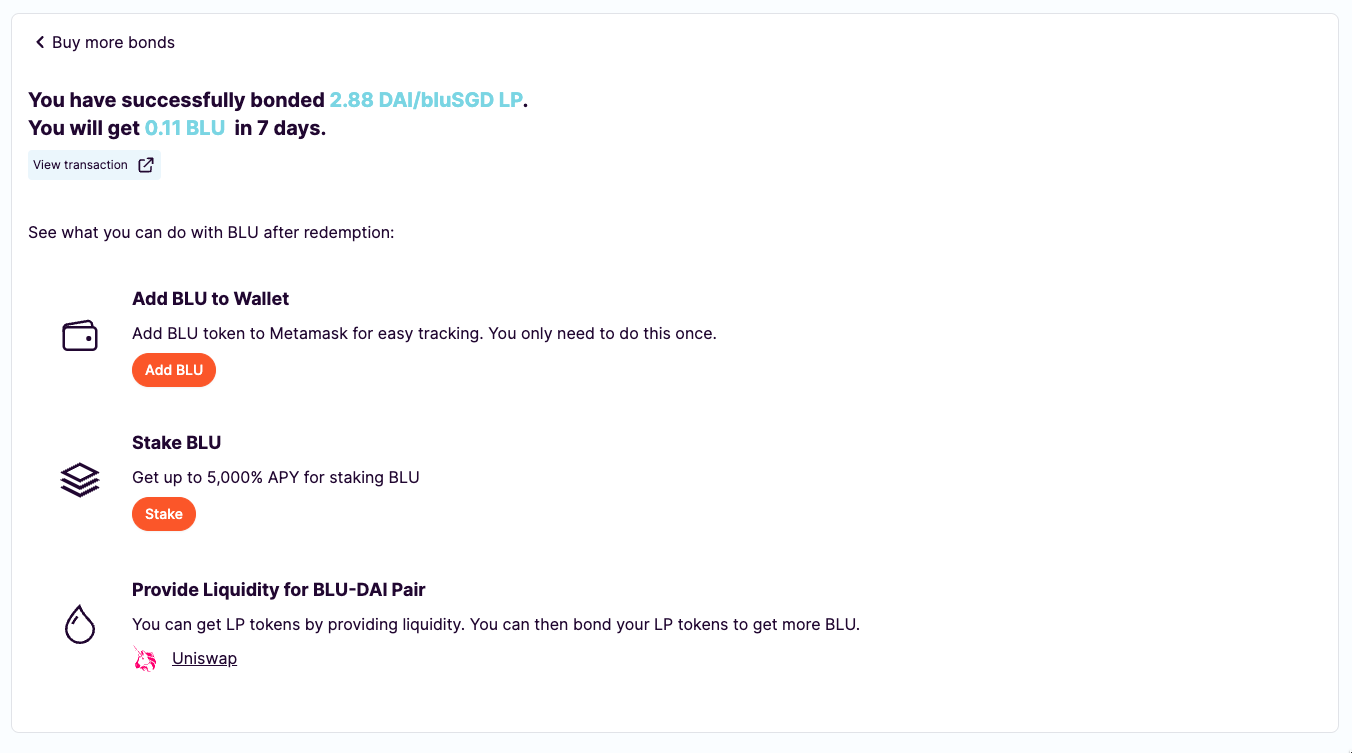 Buy more bonds
You have successfully bonded 2.88 DAI/bluSGD LP.
You will get 0.11 BLU in 7 days.
View transaction
See what you can do with BLU after redemption:
Add BLU to Wallet
Add BLU token to Metamask for easy tracking. You only need to do this once.
Add BLU
Stake BLU
Get up to 5,000% APY for staking BLU
Stake
Provide Liquidity for BLU-DAI Pair
You can get LP tokens by providing liquidity. You can then bond your LP tokens to get more BLU.
Uniswap